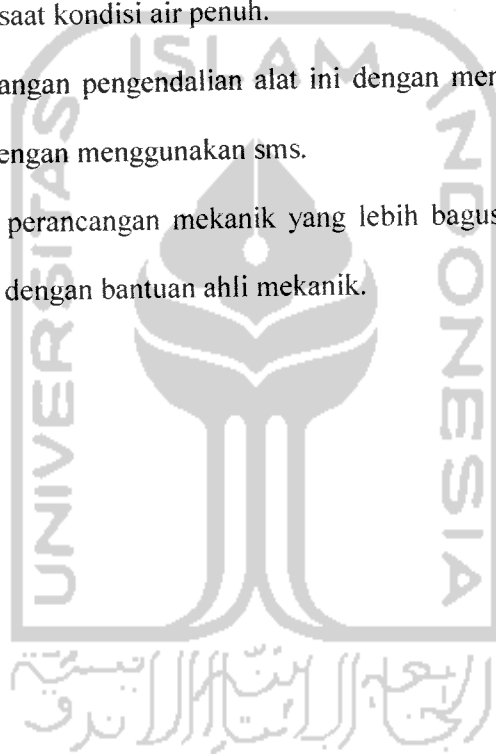 saat kondisi air penuh.
angan pengendalian alat ini dengan men
engan menggunakan sms.
perancangan mekanik yang lebih bagus
dengan bantuan ahli mekanik.
ISLAM
UNIVERSITAS
INDONESIA